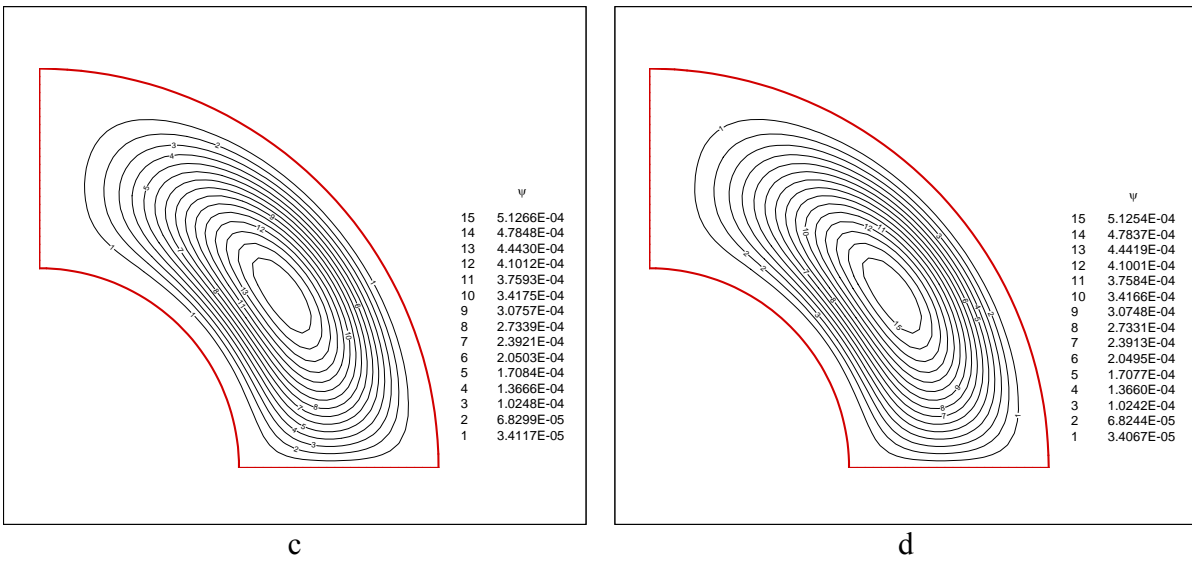 ψ
15 5.1266E-04
14 4.7848E-04
13 4.4430E-04
12 4.1012E-04
11 3.7593E-04
10 3.4175E-04
9 3.0757E-04
8 2.7339E-04
7 2.3921E-04
6 2.0503E-04
5 1.7084E-04
4 1.3666E-04
3 1.0248E-04
2 6.8299E-05
1 3.4117E-05
c
ψ
15 5.1254E-04
14 4.7837E-04
13 4.4419E-04
12 4.1001E-04
11 3.7584E-04
10 3.4166E-04
9 3.0748E-04
8 2.7331E-04
7 2.3913E-04
6 2.0495E-04
5 1.7077E-04
4 1.3660E-04
3 1.0242E-04
2 6.8244E-05
1 3.4067E-05
d